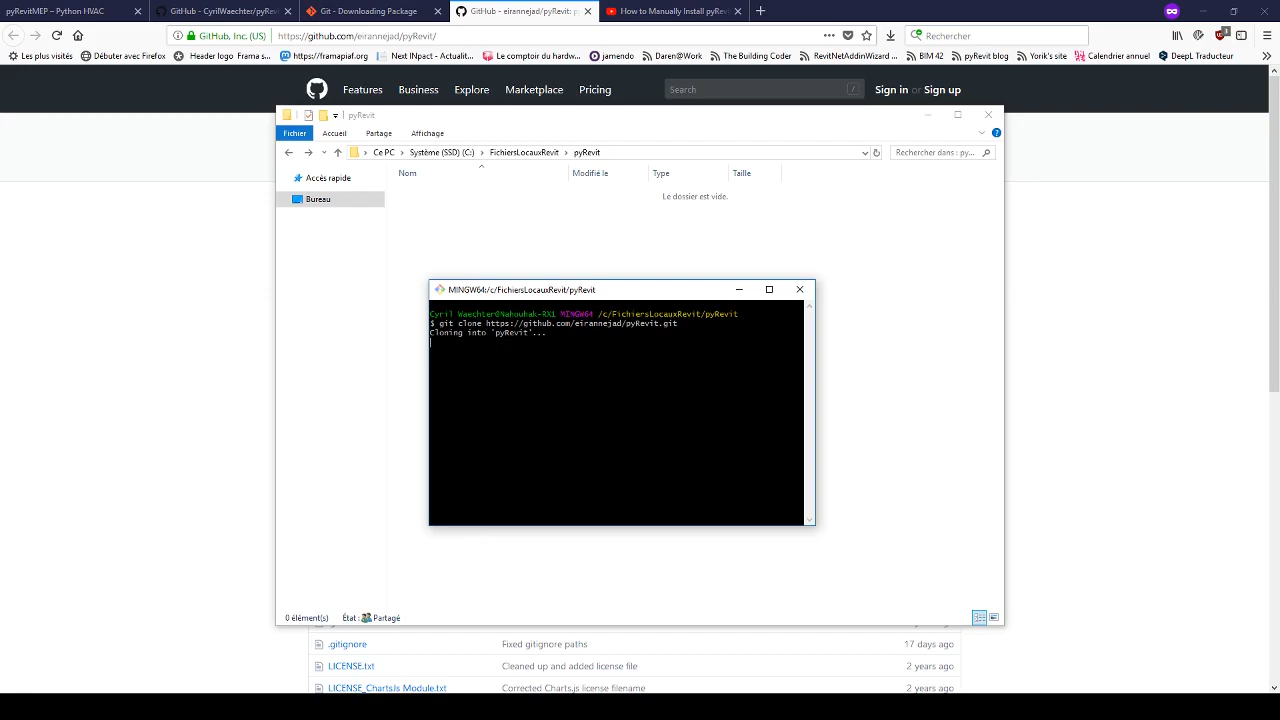 pyRevitMEP – Python HVAC
GitHub - CyrilWaechter/pyRevi
Git - Downloading Package
GitHub - eirannejad/pyRevit: p
How to Manually Install pyRevi
GitHub, Inc. (US)
https://github.com/eirannejad/pyRevit/
Rechercher
Les plus visités
Débuter avec Firefox
Header logo Frama s...
https://framapiaf.org
Next INpact - Actualit...
Le comptoir du hardw...
jamendo
Daren@Work
The Building Coder
RevitNetAddinWizard ...
BIM 42
pyRevit blog
Yorik's site
Calendrier annuel
DeepL Traducteur
Features
Business
Explore
Marketplace
Pricing
Search
/
Sign in or Sign up
pyRevit
Fichier
Accueil
Partage
Affichage
Ce PC
Système (SSD) (C:)
FichiersLocauxRevit
pyRevit
Rechercher dans : py...
Accès rapide
Bureau
Nom
Modifié le
Type
Taille
Le dossier est vide.
MINGW64:/c/FichiersLocauxRevit/pyRevit
Cyril Waechter@Nahouhak-RX1 MINGW64 /c/FichiersLocauxRevit/pyRevit
$ git clone https://github.com/eirannejad/pyRevit.git
Cloning into 'pyRevit'...
0 élément(s)
État :
Partagé
.gitignore
Fixed gitignore paths
17 days ago
LICENSE.txt
Cleaned up and added license file
2 years ago
LICENSE_ChartsJs Module.txt
Corrected Charts.js license filename
2 years ago